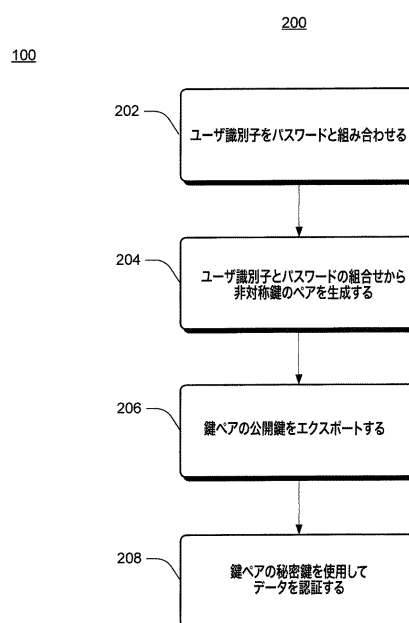 200
100
202
ユーザ識別子をパスワードと組み合わせる
204
ユーザ識別子とパスワードの組合せから
非対称鍵のペアを生成する
206
鍵ペアの公開鍵をエクスポートする
208
鍵ペアの秘密鍵を使用して
データを認証する